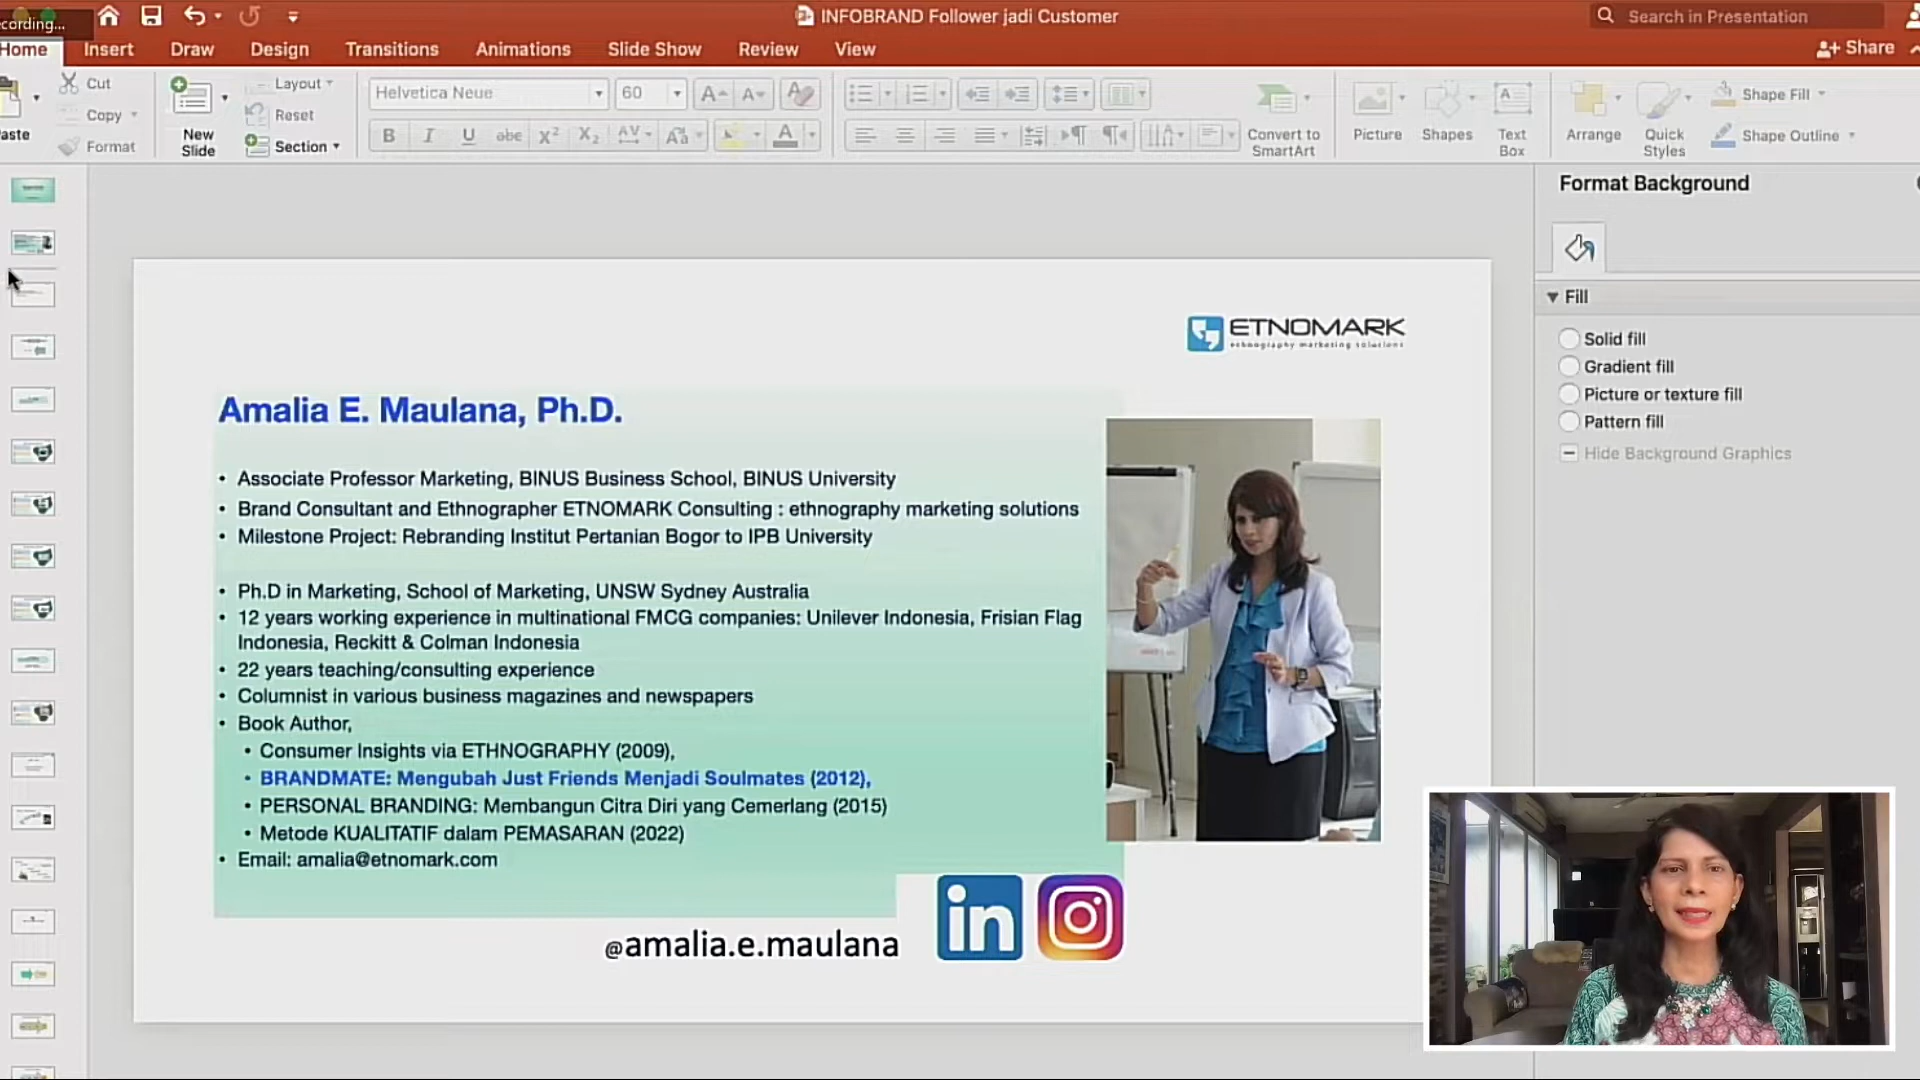 cording...
INFOBRAND Follower jadi Customer
Search in Presentation
Home
Insert
Draw
Design
Transitions
Animations
Slide Show
Review
View
Share
Cut
Copy
Format
aste
New
Slide
Layout
Reset
Section
Helvetica Neue
60
Convert to
SmartArt
Picture
Shapes
Text
Box
Arrange
Quick
Styles
Shape Fill
Shape Outline
Format Background
Fill
Solid fill
Gradient fill
Picture or texture fill
Pattern fill
Hide Background Graphics
ETNOMARK
ethnography marketing solutions
Amalia E. Maulana, Ph.D.
• Associate Professor Marketing, BINUS Business School, BINUS University
• Brand Consultant and Ethnographer ETNOMARK Consulting : ethnography marketing solutions
• Milestone Project: Rebranding Institut Pertanian Bogor to IPB University
• Ph.D in Marketing, School of Marketing, UNSW Sydney Australia
• 12 years working experience in multinational FMCG companies: Unilever Indonesia, Frisian Flag
Indonesia, Reckitt & Colman Indonesia
• 22 years teaching/consulting experience
• Columnist in various business magazines and newspapers
• Book Author,
• Consumer Insights via ETHNOGRAPHY (2009),
• BRANDMATE: Mengubah Just Friends Menjadi Soulmates (2012),
• PERSONAL BRANDING: Membangun Citra Diri yang Cemerlang (2015)
• Metode KUALITATIF dalam PEMASARAN (2022)
• Email: amalia@etnomark.com
@amalia.e.maulana
in